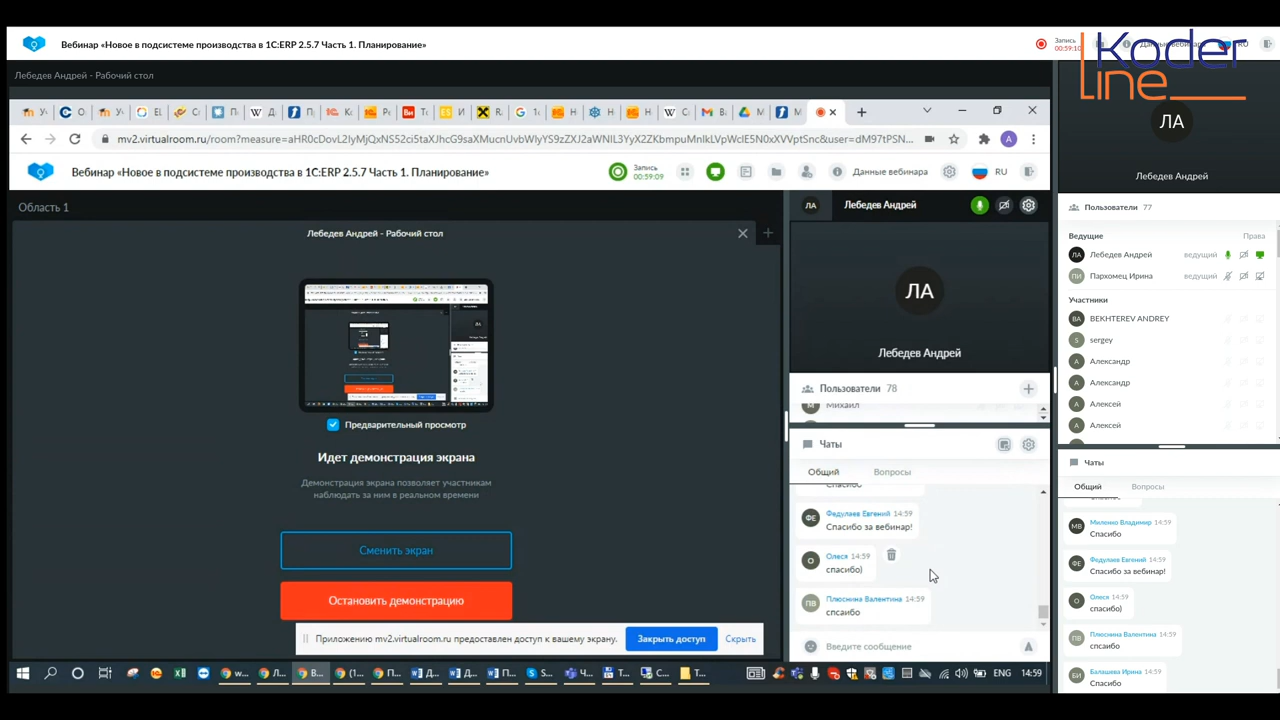 Вебинар «Новое в подсистеме производства в 1С:ERP 2.5.7 Часть 1. Планирование»
Запись
00:59:10
RU
Koder
line
Лебедев Андрей - Рабочий стол
mv2.virtualroom.ru/room?measure=
Вебинар «Новое в подсистеме производства в 1С:ERP 2.5.7 Часть 1. Планирование»
Запись
00:59:09
Данные вебинара
RU
Область 1
Лебедев Андрей - Рабочий стол
Предварительный просмотр
Идет демонстрация экрана
Демонстрация экрана позволяет участникам
наблюдать за ним в реальном времени
Сменить экран
Остановить демонстрацию
Приложению mv2.virtualroom.ru предоставлен доступ к вашему экрану.
Закрыть доступ
Скрыть
ЛА
Лебедев Андрей
ЛА
Лебедев Андрей
Пользователи 78
Михаил
Чаты
Общий
Вопросы
Спасибо
ФЕ
Федулаев Евгений 14:59
Спасибо за вебинар!
О
Олеся 14:59
спасибо)
ПВ
Плюснина Валентина 14:59
спсаибо
Введите сообщение
ENG
14:59
ЛА
Лебедев Андрей
Пользователи 77
Ведущие
Права
ЛА
Лебедев Андрей
ведущий
ПИ
Пархомец Ирина
ведущий
Участники
BA
BEKHTEREV ANDREY
S
sergey
А
Александр
А
Александр
А
Алексей
А
Алексей
Чаты
Общий
Вопросы
МВ
Миленко Владимир 14:59
Спасибо
ФЕ
Федулаев Евгений 14:59
Спасибо за вебинар!
О
Олеся 14:59
спасибо)
ПВ
Плюснина Валентина 14:59
спсаибо
БИ
Балашева Ирина 14:59
Спасибо